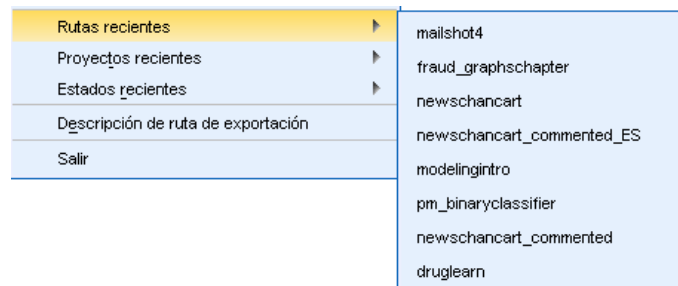 Rutas recientes
Proyectos recientes
Estados recientes
Descripción de ruta de exportación
Salir
mailshot4
fraud_graphschapter
newschancart
newschancart_commented_ES
modelingintro
pm_binaryclassifier
newschancart_commented
druglearn